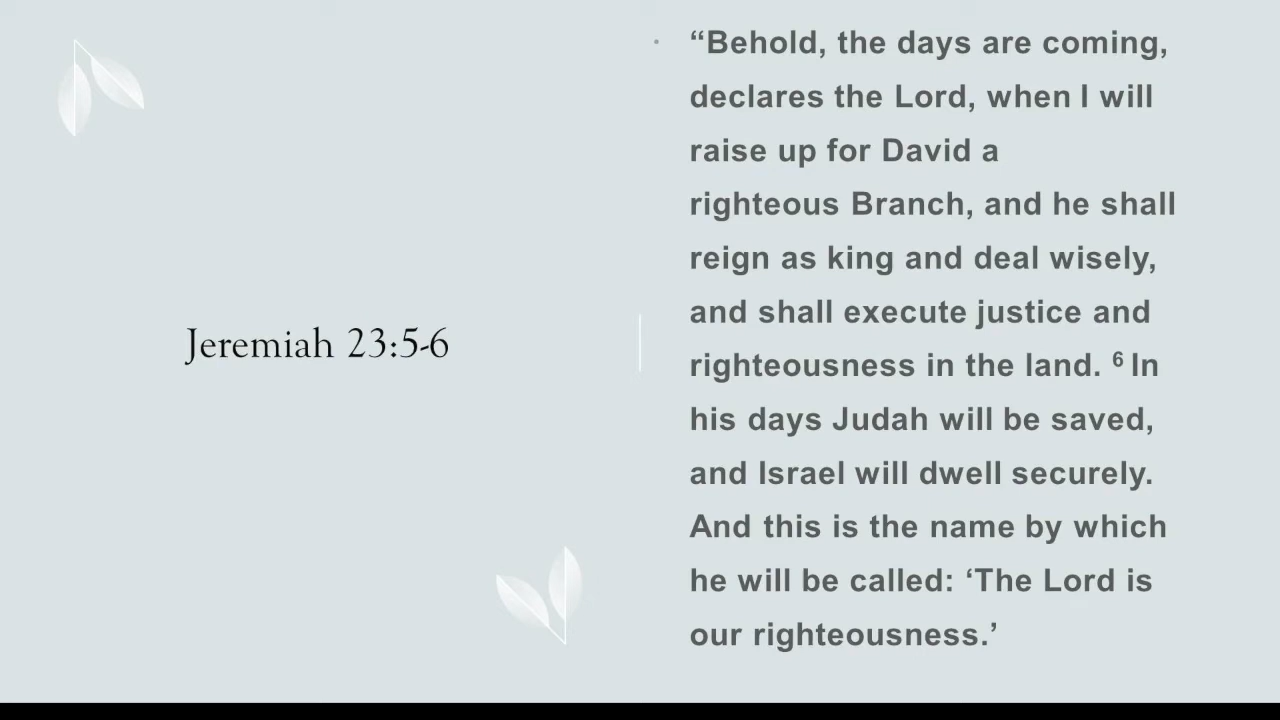 Jeremiah 23:5-6
“Behold, the days are coming,
declares the Lord, when I will
raise up for David a
righteous Branch, and he shall
reign as king and deal wisely,
and shall execute justice and
righteousness in the land. ⁶ In
his days Judah will be saved,
and Israel will dwell securely.
And this is the name by which
he will be called: ‘The Lord is
our righteousness.’